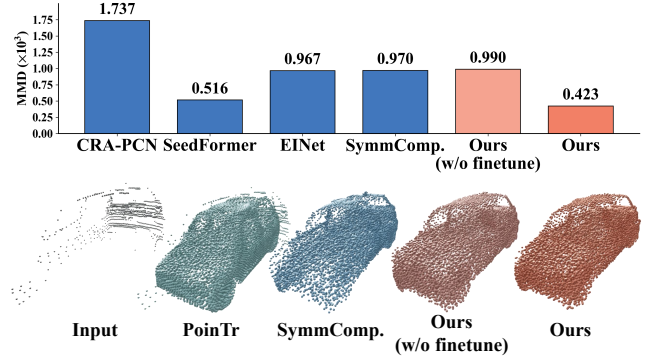 MMD (×10³)
1.75
1.50
1.25
1.00
0.75
0.50
0.25
0.00
1.737
0.516
0.967
0.970
0.990
0.423
CRA-PCN SeedFormer EINet SymmComp. Ours Ours
(w/o finetune)
Input PoinTr SymmComp. Ours Ours
(w/o finetune)